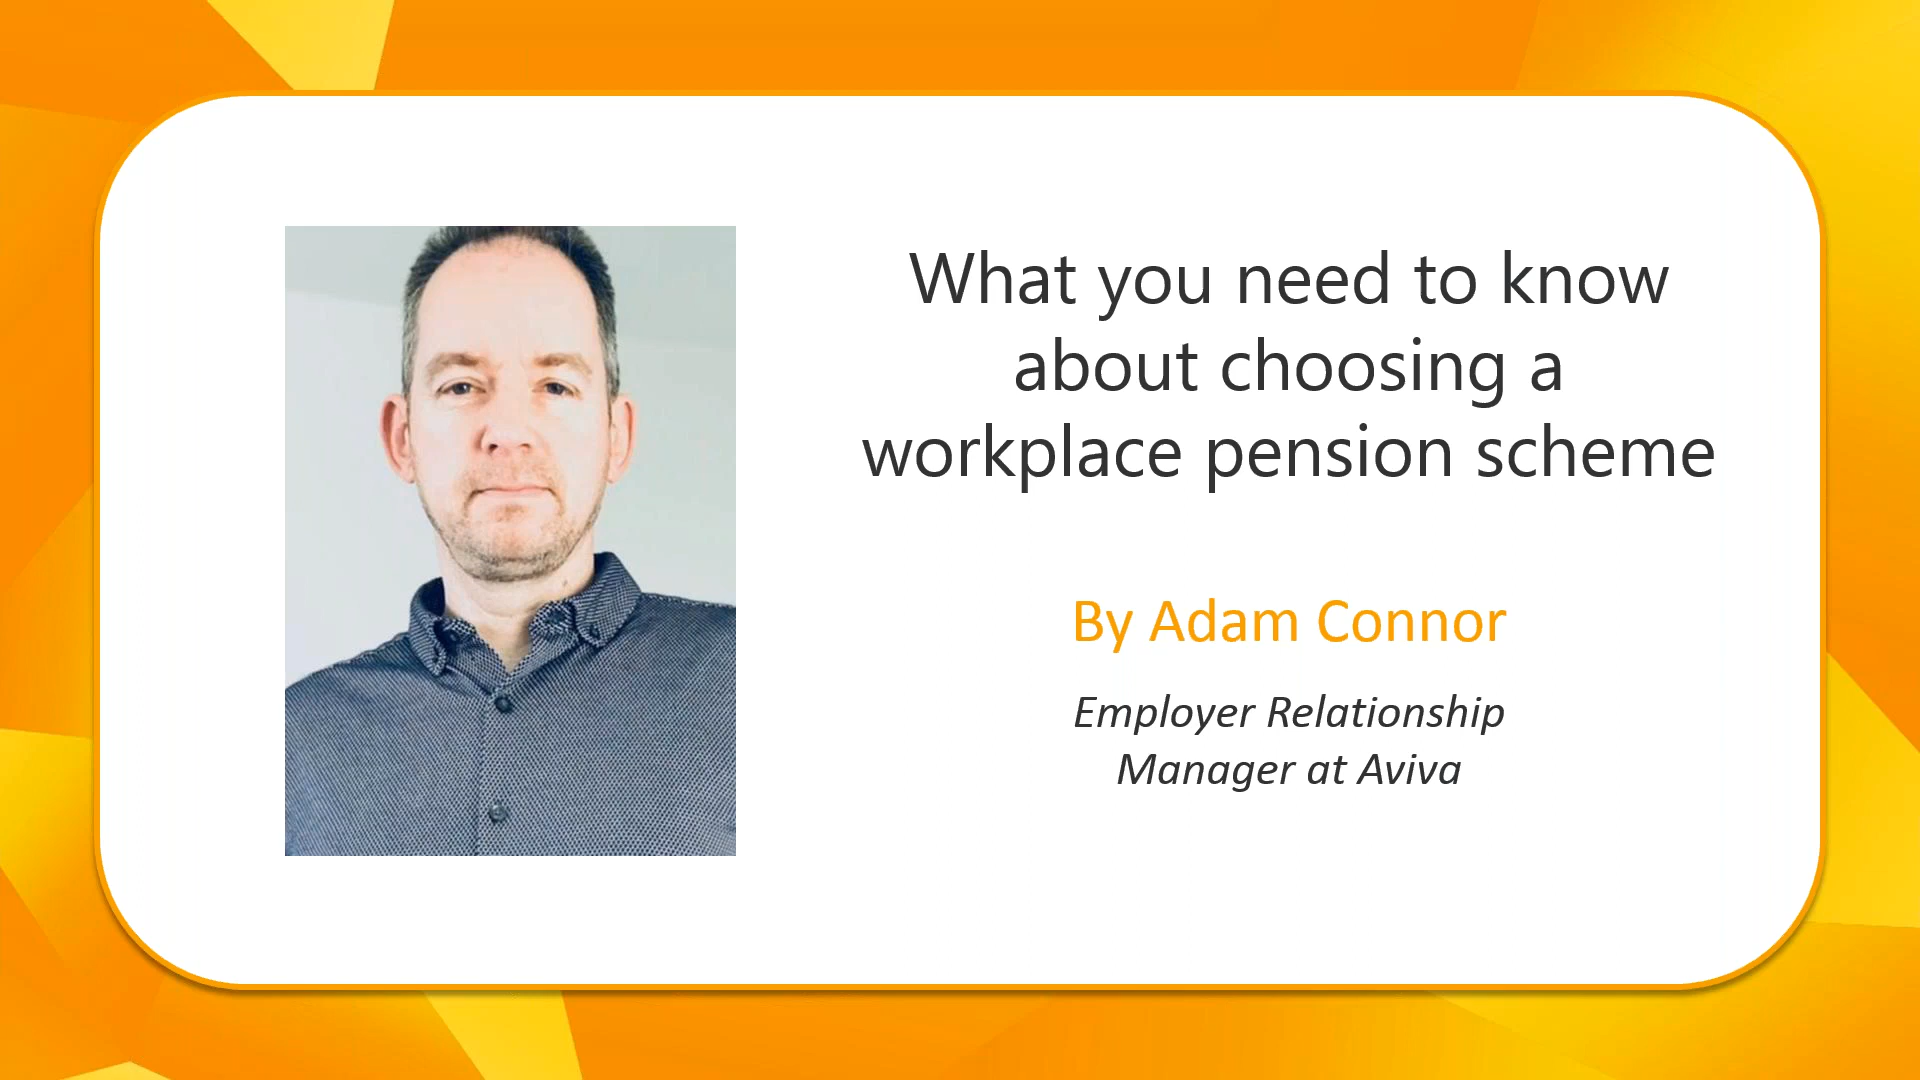 What you need to know
about choosing a
workplace pension scheme
By Adam Connor
Employer Relationship
Manager at Aviva